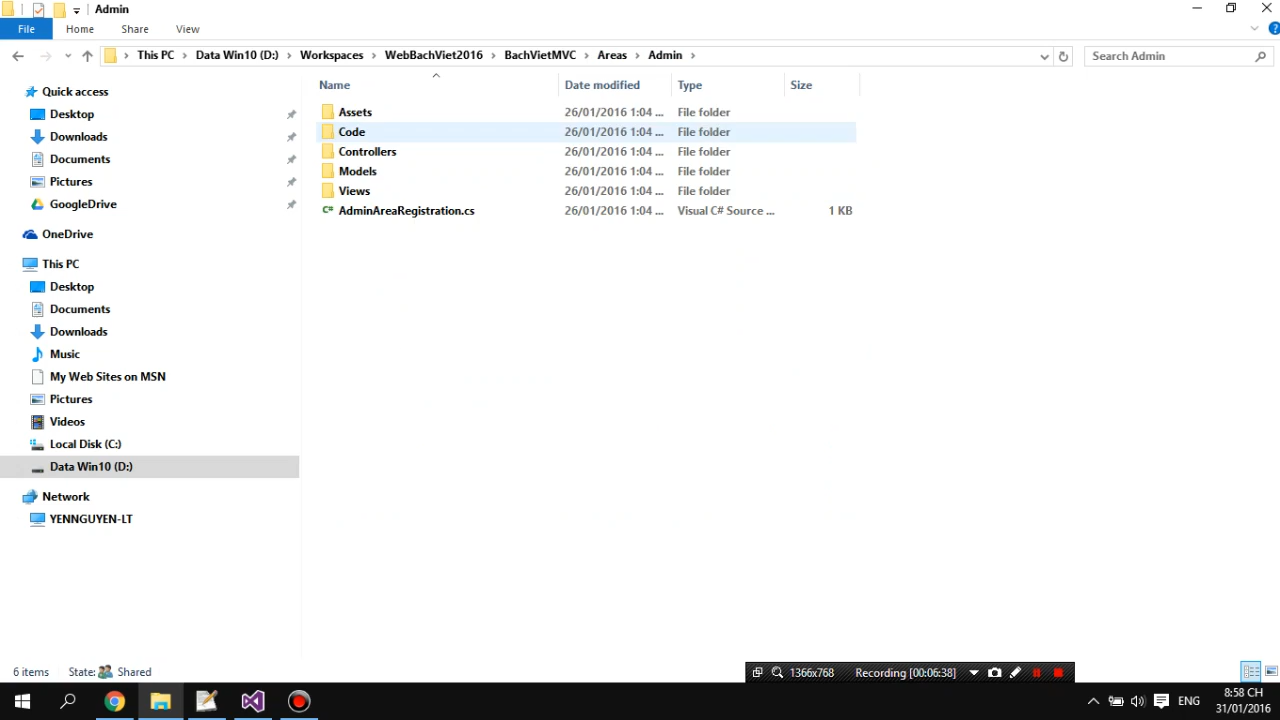 Admin
File Home Share View
This PC Data Win10 (D:) Workspaces WebBachViet2016 BachVietMVC Areas Admin
Search Admin
Name Date modified Type Size
Quick access
Desktop
Downloads
Documents
Pictures
GoogleDrive
OneDrive
This PC
Desktop
Documents
Downloads
Music
My Web Sites on MSN
Pictures
Videos
Local Disk (C:)
Data Win10 (D:)
Network
YENNGUYEN-LT
Assets 26/01/2016 1:04 ... File folder
Code 26/01/2016 1:04 ... File folder
Controllers 26/01/2016 1:04 ... File folder
Models 26/01/2016 1:04 ... File folder
Views 26/01/2016 1:04 ... File folder
AdminAreaRegistration.cs 26/01/2016 1:04 ... Visual C# Source ... 1 KB
6 items State: Shared
1366x768 Recording [00:06:38]
ENG
8:58 CH
31/01/2016